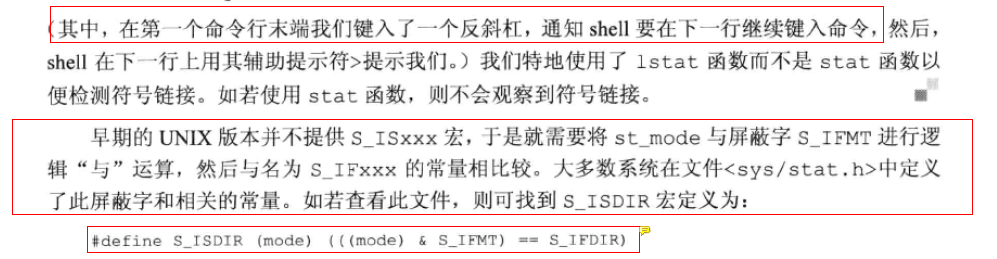 (其中，在第一个命令行末端我们键入了一个反斜杠，通知 shell 要在下一行继续键入命令，然后，
shell 在下一行上用其辅助提示符>提示我们。）我们特地使用了 lstat 函数而不是 stat 函数以
便检测符号链接。如若使用 stat 函数，则不会观察到符号链接。
早期的 UNIX 版本并不提供 S_ISxxx 宏，于是就需要将 st_mode 与屏蔽字 S_IFMT 进行逻
辑“与”运算，然后与名为 S_IFxxx 的常量相比较。大多数系统在文件<sys/stat.h>中定义
了此屏蔽字和相关的常量。如若查看此文件，则可找到 S_ISDIR 宏定义为：
#define S_ISDIR (mode) (((mode) & S_IFMT) == S_IFDIR)